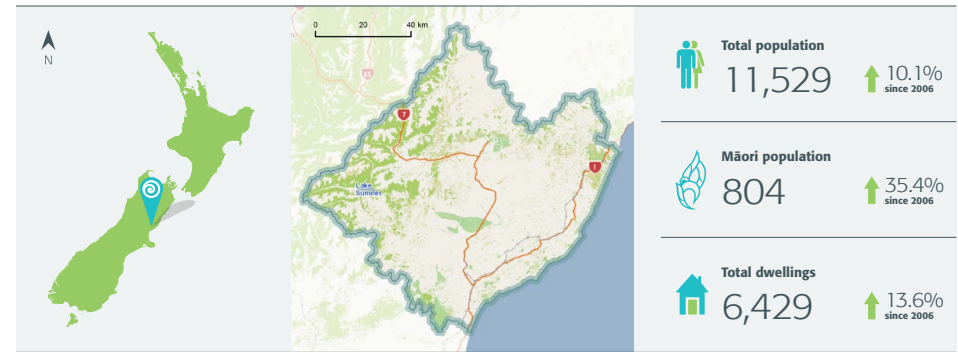 N
0 20 40 km
7
1
Lake
Sumner
Total population
11,529
10.1%
since 2006
Māori population
804
35.4%
since 2006
Total dwellings
6,429
13.6%
since 2006